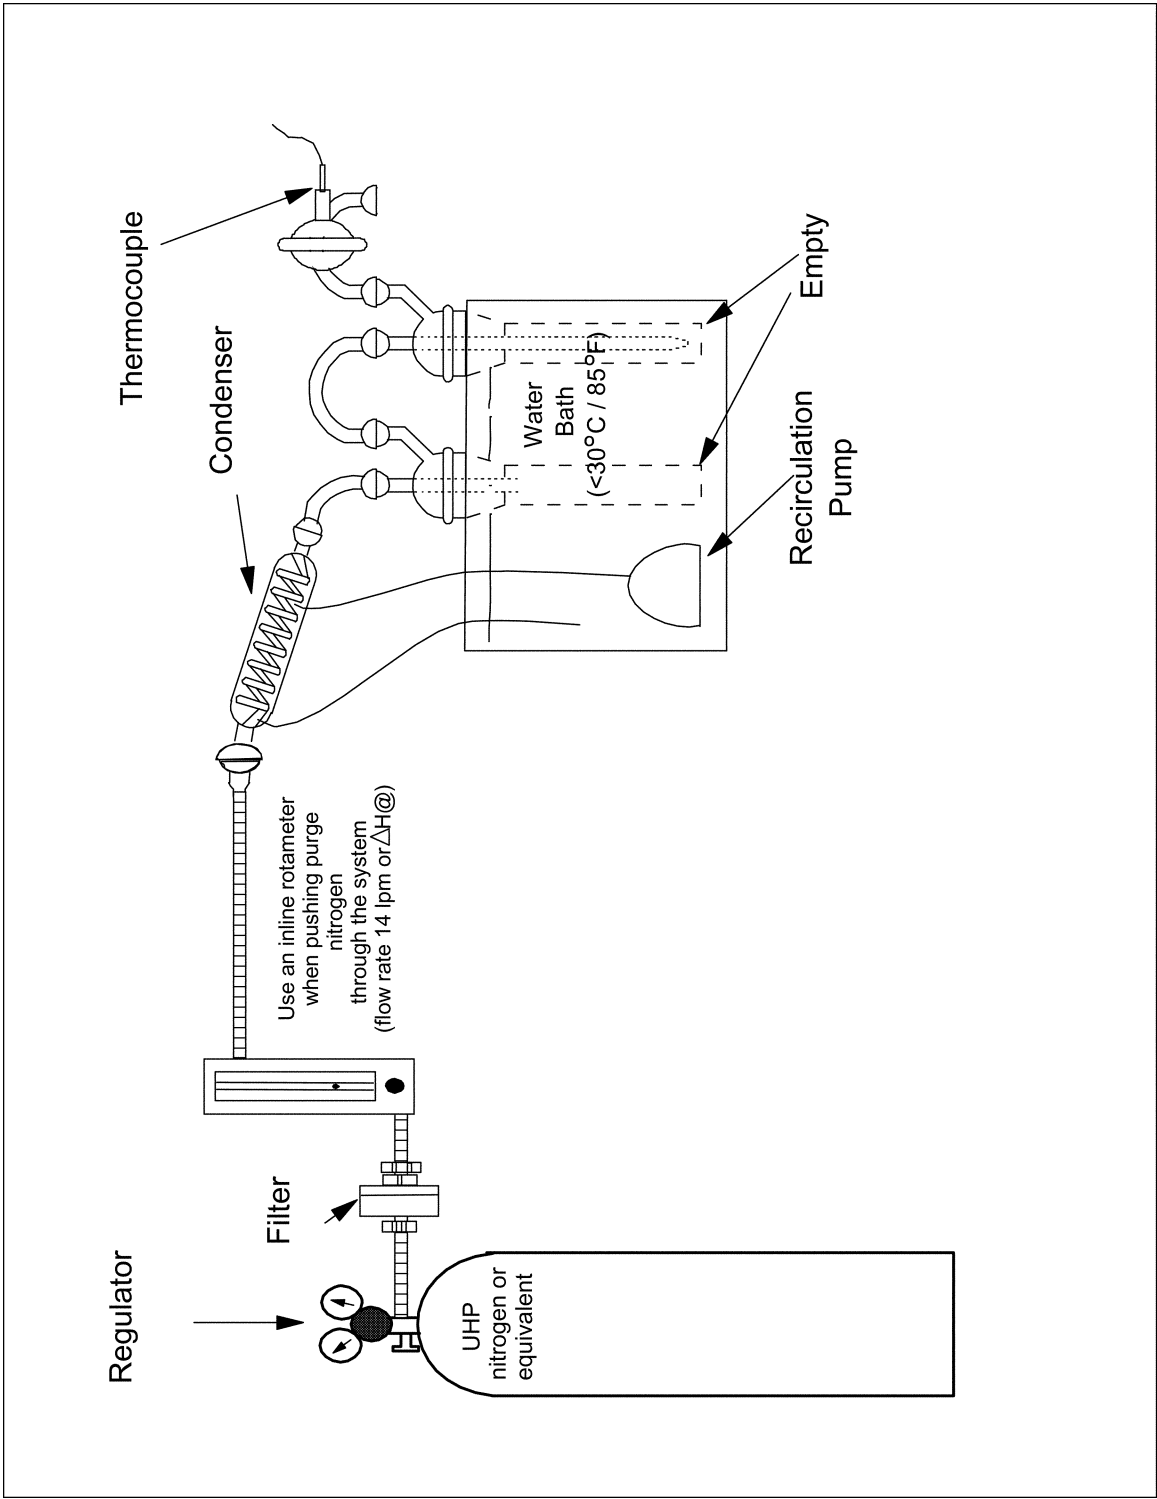 Regulator
Filter
UHP
nitrogen or
equivalent
Use an inline rotameter
when pushing purge
nitrogen
through the system
(flow rate 14 lpm or△H@)
Condenser
Thermocouple
Water
Bath
(<30°C / 85°F)
Empty
Recirculation
Pump